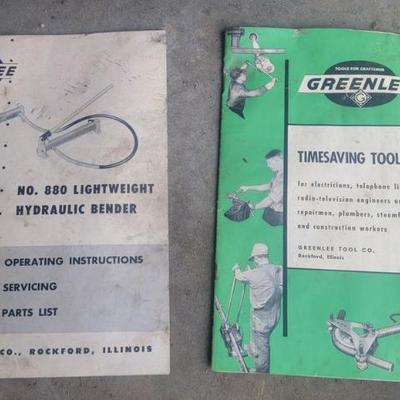 NO. 880 LIGHTWEIGHT
HYDRAULIC BENDER
OPERATING INSTRUCTIONS
SERVICING
PARTS LIST
CO., ROCKFORD, ILLINOIS
TOOLS FOR CRAFTSMEN
GREENLEE
G
TIMESAVING TOOL
for electricians, telephone li
radio-television engineers
repairmen, plumbers, steamf
and construction workers
GREENLEE TOOL CO.
Rockford, Illinois